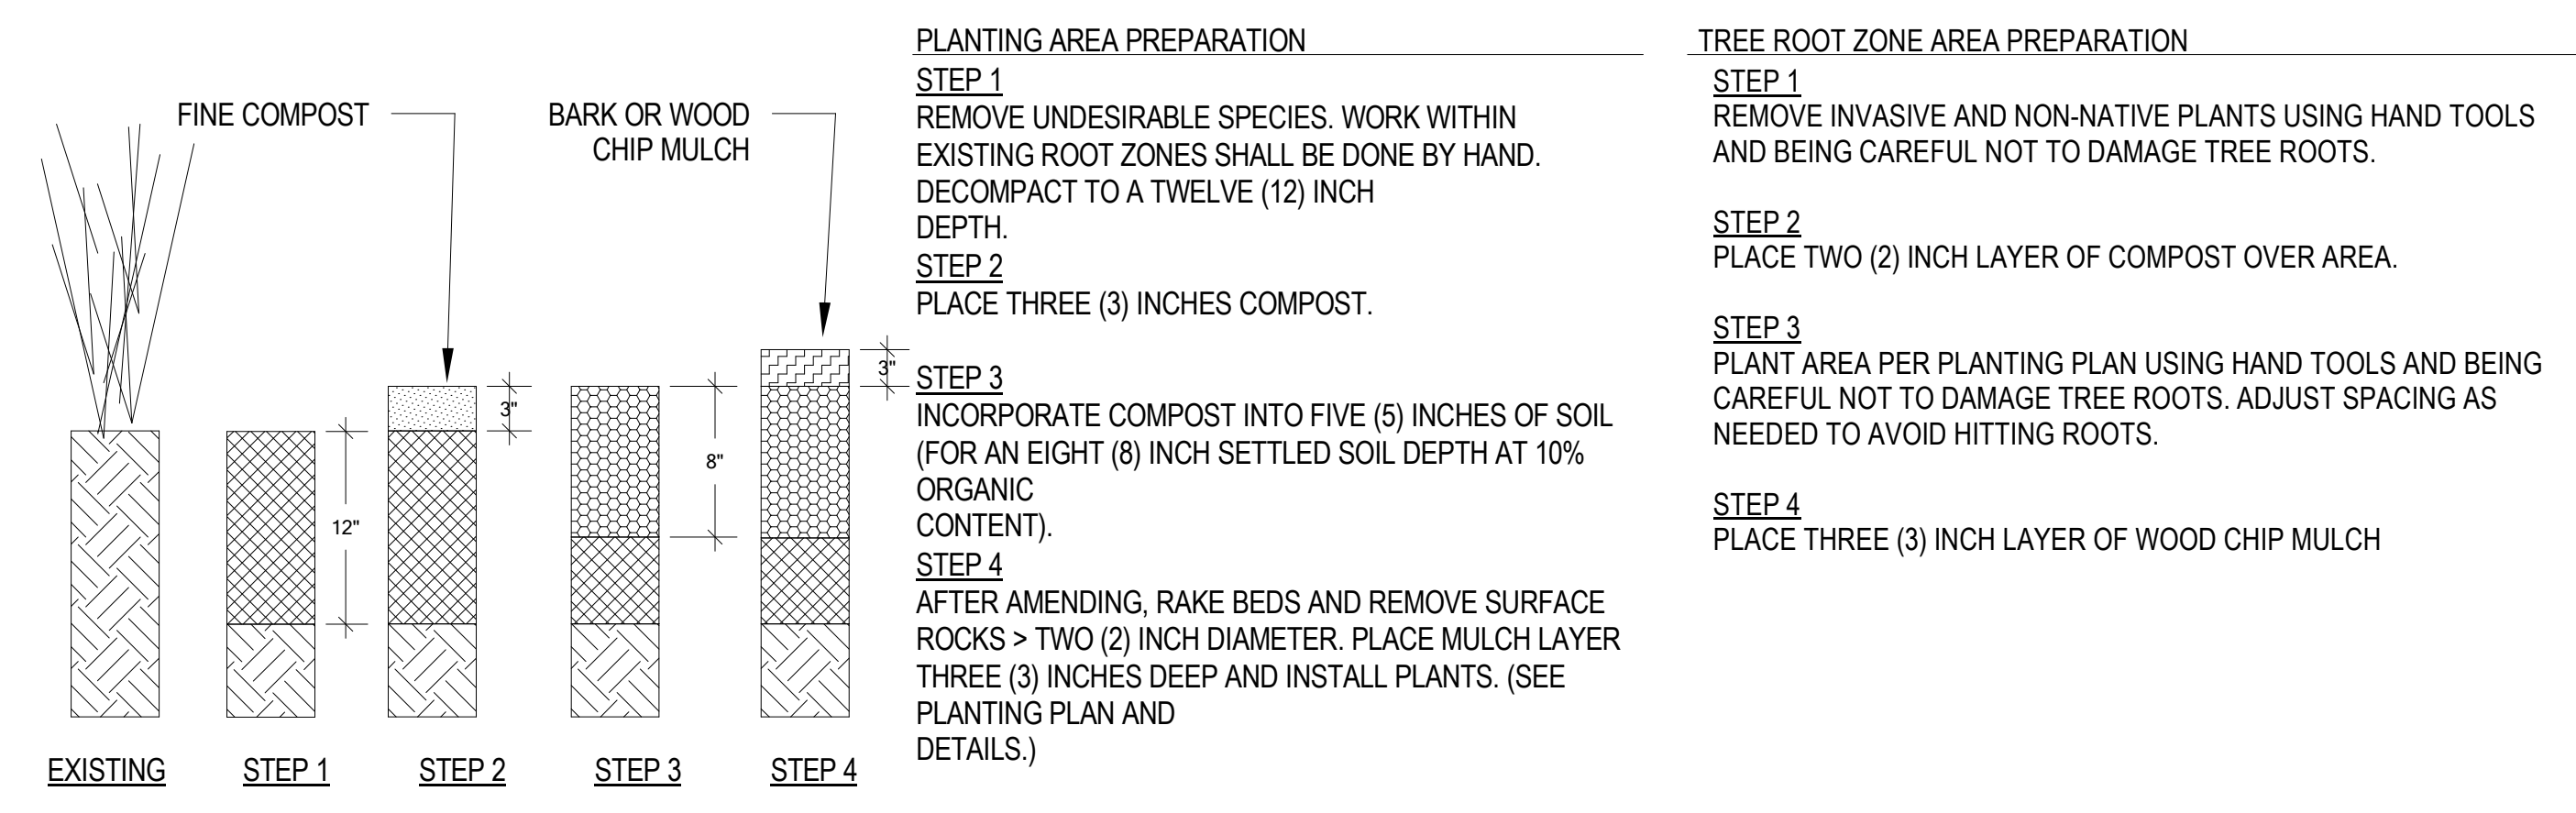 FINE COMPOST
BARK OR WOOD
CHIP MULCH
3"
3"
8"
12"
EXISTING
STEP 1
STEP 2
STEP 3
STEP 4
PLANTING AREA PREPARATION
STEP 1
REMOVE UNDESIRABLE SPECIES. WORK WITHIN
EXISTING ROOT ZONES SHALL BE DONE BY HAND.
DECOMPACT TO A TWELVE (12) INCH
DEPTH.
STEP 2
PLACE THREE (3) INCHES COMPOST.
STEP 3
INCORPORATE COMPOST INTO FIVE (5) INCHES OF SOIL
(FOR AN EIGHT (8) INCH SETTLED SOIL DEPTH AT 10%
ORGANIC
CONTENT).
STEP 4
AFTER AMENDING, RAKE BEDS AND REMOVE SURFACE
ROCKS > TWO (2) INCH DIAMETER. PLACE MULCH LAYER
THREE (3) INCHES DEEP AND INSTALL PLANTS. (SEE
PLANTING PLAN AND
DETAILS.)
TREE ROOT ZONE AREA PREPARATION
STEP 1
REMOVE INVASIVE AND NON-NATIVE PLANTS USING HAND TOOLS
AND BEING CAREFUL NOT TO DAMAGE TREE ROOTS.
STEP 2
PLACE TWO (2) INCH LAYER OF COMPOST OVER AREA.
STEP 3
PLANT AREA PER PLANTING PLAN USING HAND TOOLS AND BEING
CAREFUL NOT TO DAMAGE TREE ROOTS. ADJUST SPACING AS
NEEDED TO AVOID HITTING ROOTS.
STEP 4
PLACE THREE (3) INCH LAYER OF WOOD CHIP MULCH